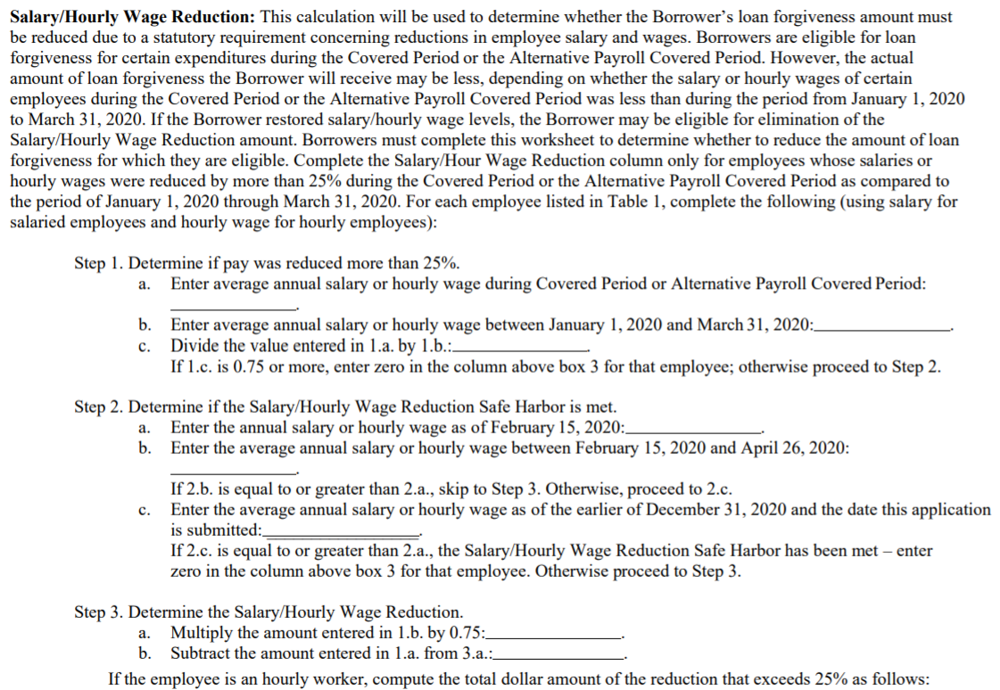 Salary/Hourly Wage Reduction: This calculation will be used to determine whether the Borrower’s loan forgiveness amount must
be reduced due to a statutory requirement concerning reductions in employee salary and wages. Borrowers are eligible for loan
forgiveness for certain expenditures during the Covered Period or the Alternative Payroll Covered Period. However, the actual
amount of loan forgiveness the Borrower will receive may be less, depending on whether the salary or hourly wages of certain
employees during the Covered Period or the Alternative Payroll Covered Period was less than during the period from January 1, 2020
to March 31, 2020. If the Borrower restored salary/hourly wage levels, the Borrower may be eligible for elimination of the
Salary/Hourly Wage Reduction amount. Borrowers must complete this worksheet to determine whether to reduce the amount of loan
forgiveness for which they are eligible. Complete the Salary/Hour Wage Reduction column only for employees whose salaries or
hourly wages were reduced by more than 25% during the Covered Period or the Alternative Payroll Covered Period as compared to
the period of January 1, 2020 through March 31, 2020. For each employee listed in Table 1, complete the following (using salary for
salaried employees and hourly wage for hourly employees):
Step 1. Determine if pay was reduced more than 25%.
a. Enter average annual salary or hourly wage during Covered Period or Alternative Payroll Covered Period:
______________.
b. Enter average annual salary or hourly wage between January 1, 2020 and March 31, 2020:_______________.
c. Divide the value entered in 1.a. by 1.b.:_______________.
If 1.c. is 0.75 or more, enter zero in the column above box 3 for that employee; otherwise proceed to Step 2.
Step 2. Determine if the Salary/Hourly Wage Reduction Safe Harbor is met.
a. Enter the annual salary or hourly wage as of February 15, 2020:_______________.
b. Enter the average annual salary or hourly wage between February 15, 2020 and April 26, 2020:
______________.
If 2.b. is equal to or greater than 2.a., skip to Step 3. Otherwise, proceed to 2.c.
c. Enter the average annual salary or hourly wage as of the earlier of December 31, 2020 and the date this application
is submitted:_________________.
If 2.c. is equal to or greater than 2.a., the Salary/Hourly Wage Reduction Safe Harbor has been met – enter
zero in the column above box 3 for that employee. Otherwise proceed to Step 3.
Step 3. Determine the Salary/Hourly Wage Reduction.
a. Multiply the amount entered in 1.b. by 0.75:_______________.
b. Subtract the amount entered in 1.a. from 3.a.:_______________.
If the employee is an hourly worker, compute the total dollar amount of the reduction that exceeds 25% as follows: